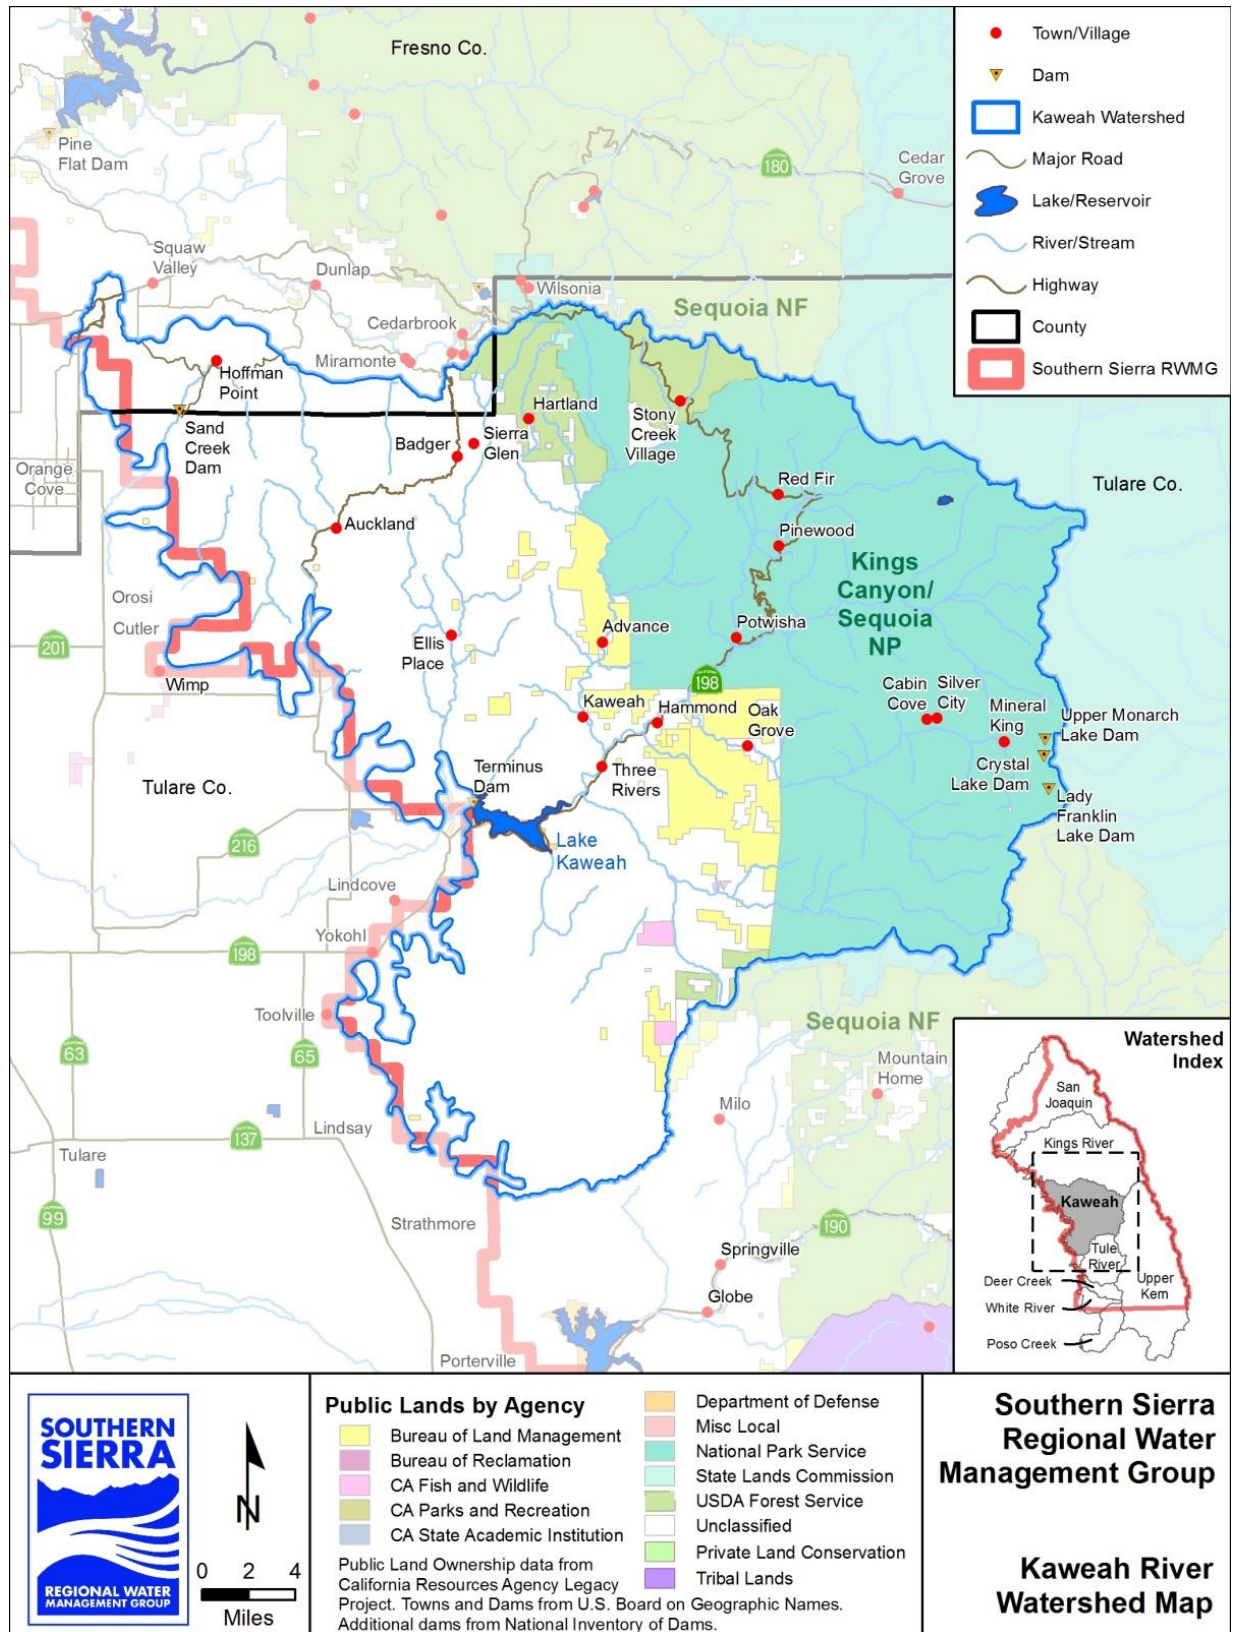 Fresno Co.
Pine
Flat Dam
180
Cedar
Grove
Squaw
Valley
Dunlap
Wilsonia
Sequoia NF
Cedarbrook
Miramonte
Hoffman
Point
Hartland
Stony
Creek
Village
Sand
Creek
Dam
Sierra
Glen
Badger
Orange
Cove
Red Fir
Tulare Co.
Auckland
Pinewood
Kings
Canyon/
Sequoia
NP
Orosi
Cutler
201
Wimp
Ellis
Place
Advance
Potwisha
198
Kaweah
Hammond
Oak
Grove
Cabin
Cove
Silver
City
Mineral
King
Upper Monarch
Lake Dam
Crystal
Lake Dam
Lady
Franklin
Lake Dam
Tulare Co.
Terminus
Dam
Three
Rivers
Lake
Kaweah
216
Lindcove
Yokohl
198
Toolville
63
65
Sequoia NF
Mountain
Home
Milo
Lindsay
137
Tulare
99
Strathmore
190
Springville
Globe
Porterville
Town/Village
Dam
Kaweah Watershed
Major Road
Lake/Reservoir
River/Stream
Highway
County
Southern Sierra RWMG
Watershed
Index
San
Joaquin
Kings River
Kaweah
Tule
River
Deer Creek
Upper
Kern
White River
Poso Creek
SOUTHERN
SIERRA
REGIONAL WATER
MANAGEMENT GROUP
N
0 2 4
Miles
Public Lands by Agency
Bureau of Land Management
Bureau of Reclamation
CA Fish and Wildlife
CA Parks and Recreation
CA State Academic Institution
Department of Defense
Misc Local
National Park Service
State Lands Commission
USDA Forest Service
Unclassified
Private Land Conservation
Tribal Lands
Public Land Ownership data from
California Resources Agency Legacy
Project. Towns and Dams from U.S. Board on Geographic Names.
Additional dams from National Inventory of Dams.
Southern Sierra
Regional Water
Management Group
Kaweah River
Watershed Map